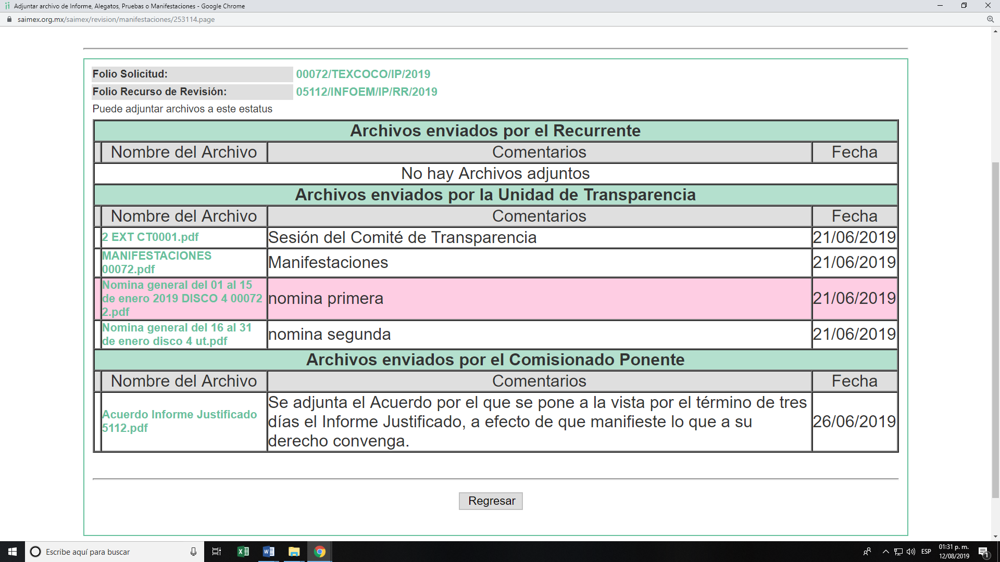 Adjuntar archivo de Informe, Alegatos, Pruebas o Manifestaciones - Google Chrome
saimex.org.mx/saimex/revision/manifestaciones/253114.page
Folio Solicitud: 00072/TEXCOCO/IP/2019
Folio Recurso de Revisión: 05112/INFOEM/IP/RR/2019
Puede adjuntar archivos a este estatus
Archivos enviados por el Recurrente
Nombre del Archivo Comentarios Fecha
No hay Archivos adjuntos
Archivos enviados por la Unidad de Transparencia
Nombre del Archivo Comentarios Fecha
2 EXT CT0001.pdf Sesión del Comité de Transparencia 21/06/2019
MANIFESTACIONES
00072.pdf
Manifestaciones 21/06/2019
Nomina general del 01 al 15
de enero 2019 DISCO 4 00072
2.pdf
nomina primera 21/06/2019
Nomina general del 16 al 31
de enero disco 4 ut.pdf
nomina segunda 21/06/2019
Archivos enviados por el Comisionado Ponente
Nombre del Archivo Comentarios Fecha
Acuerdo Informe Justificado
5112.pdf
Se adjunta el Acuerdo por el que se pone a la vista por el término de tres
días el Informe Justificado, a efecto de que manifieste lo que a su
derecho convenga.
26/06/2019
Regresar
Escribe aquí para buscar
ESP
01:31 p. m.
12/08/2019
1